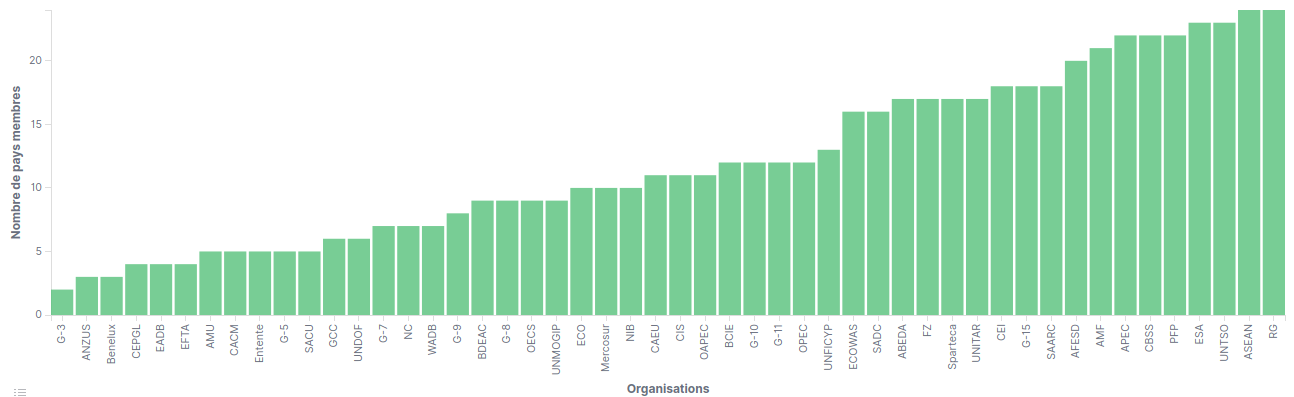 Nombre de pays membres
20
15
10
5
0
G-3 ANZUS Benelux CEPGL EADB EFTA AMU CACM Entente G-5 SACU GCC UNDOF G-7 NC WADB G-9 BDEAC G-8 OECS UNMOGIP ECO Mercosur NIB CAEU CIS OAPEC BCIE G-10 G-11 OPEC UNFICYP ECOWAS SADC ABEDA FZ Sparteca UNITAR CEI G-15 SAARC AFESD AMF APEC CBSS PFP ESA UNTSO ASEAN RG
Organisations